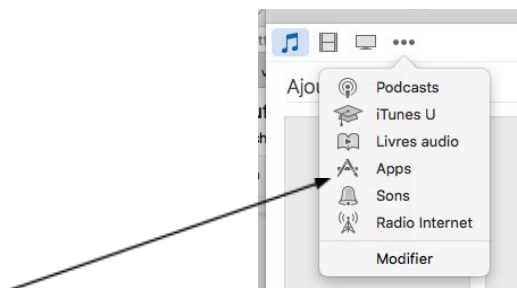 Ajou
Podcasts
iTunes U
Livres audio
Apps
Sons
Radio Internet
Modifier